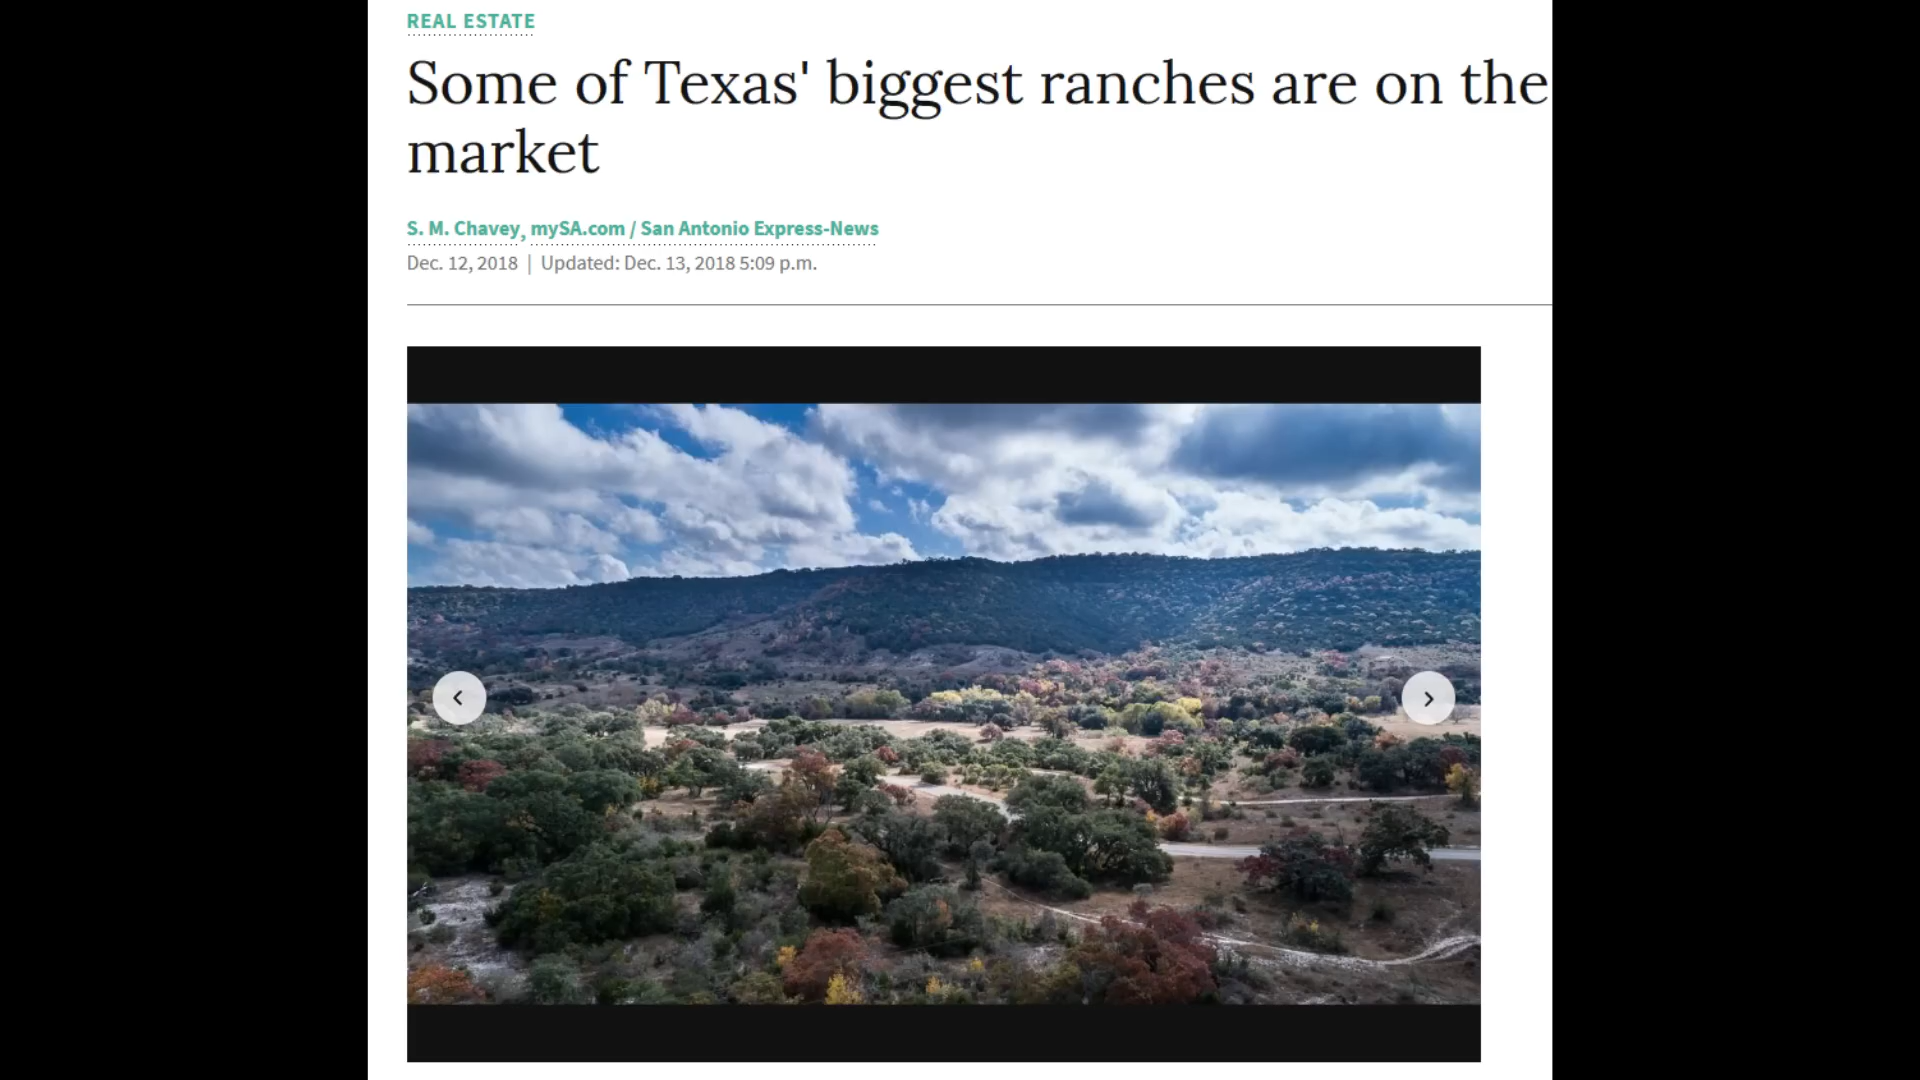 REAL ESTATE
Some of Texas' biggest ranches are on the
market
S. M. Chavey, mySA.com / San Antonio Express-News
Dec. 12, 2018 | Updated: Dec. 13, 2018 5:09 p.m.